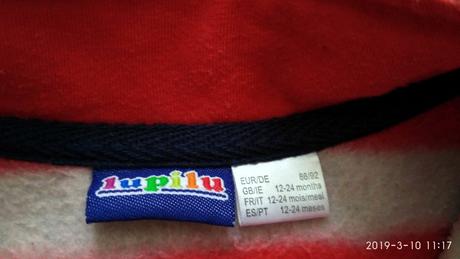 lupilu
EUR/DE 86/92
GB/IE 12-24 months
FR/IT 12-24 mois/mesi
ES/PT 12-24 meses
2019-3-10 11:17